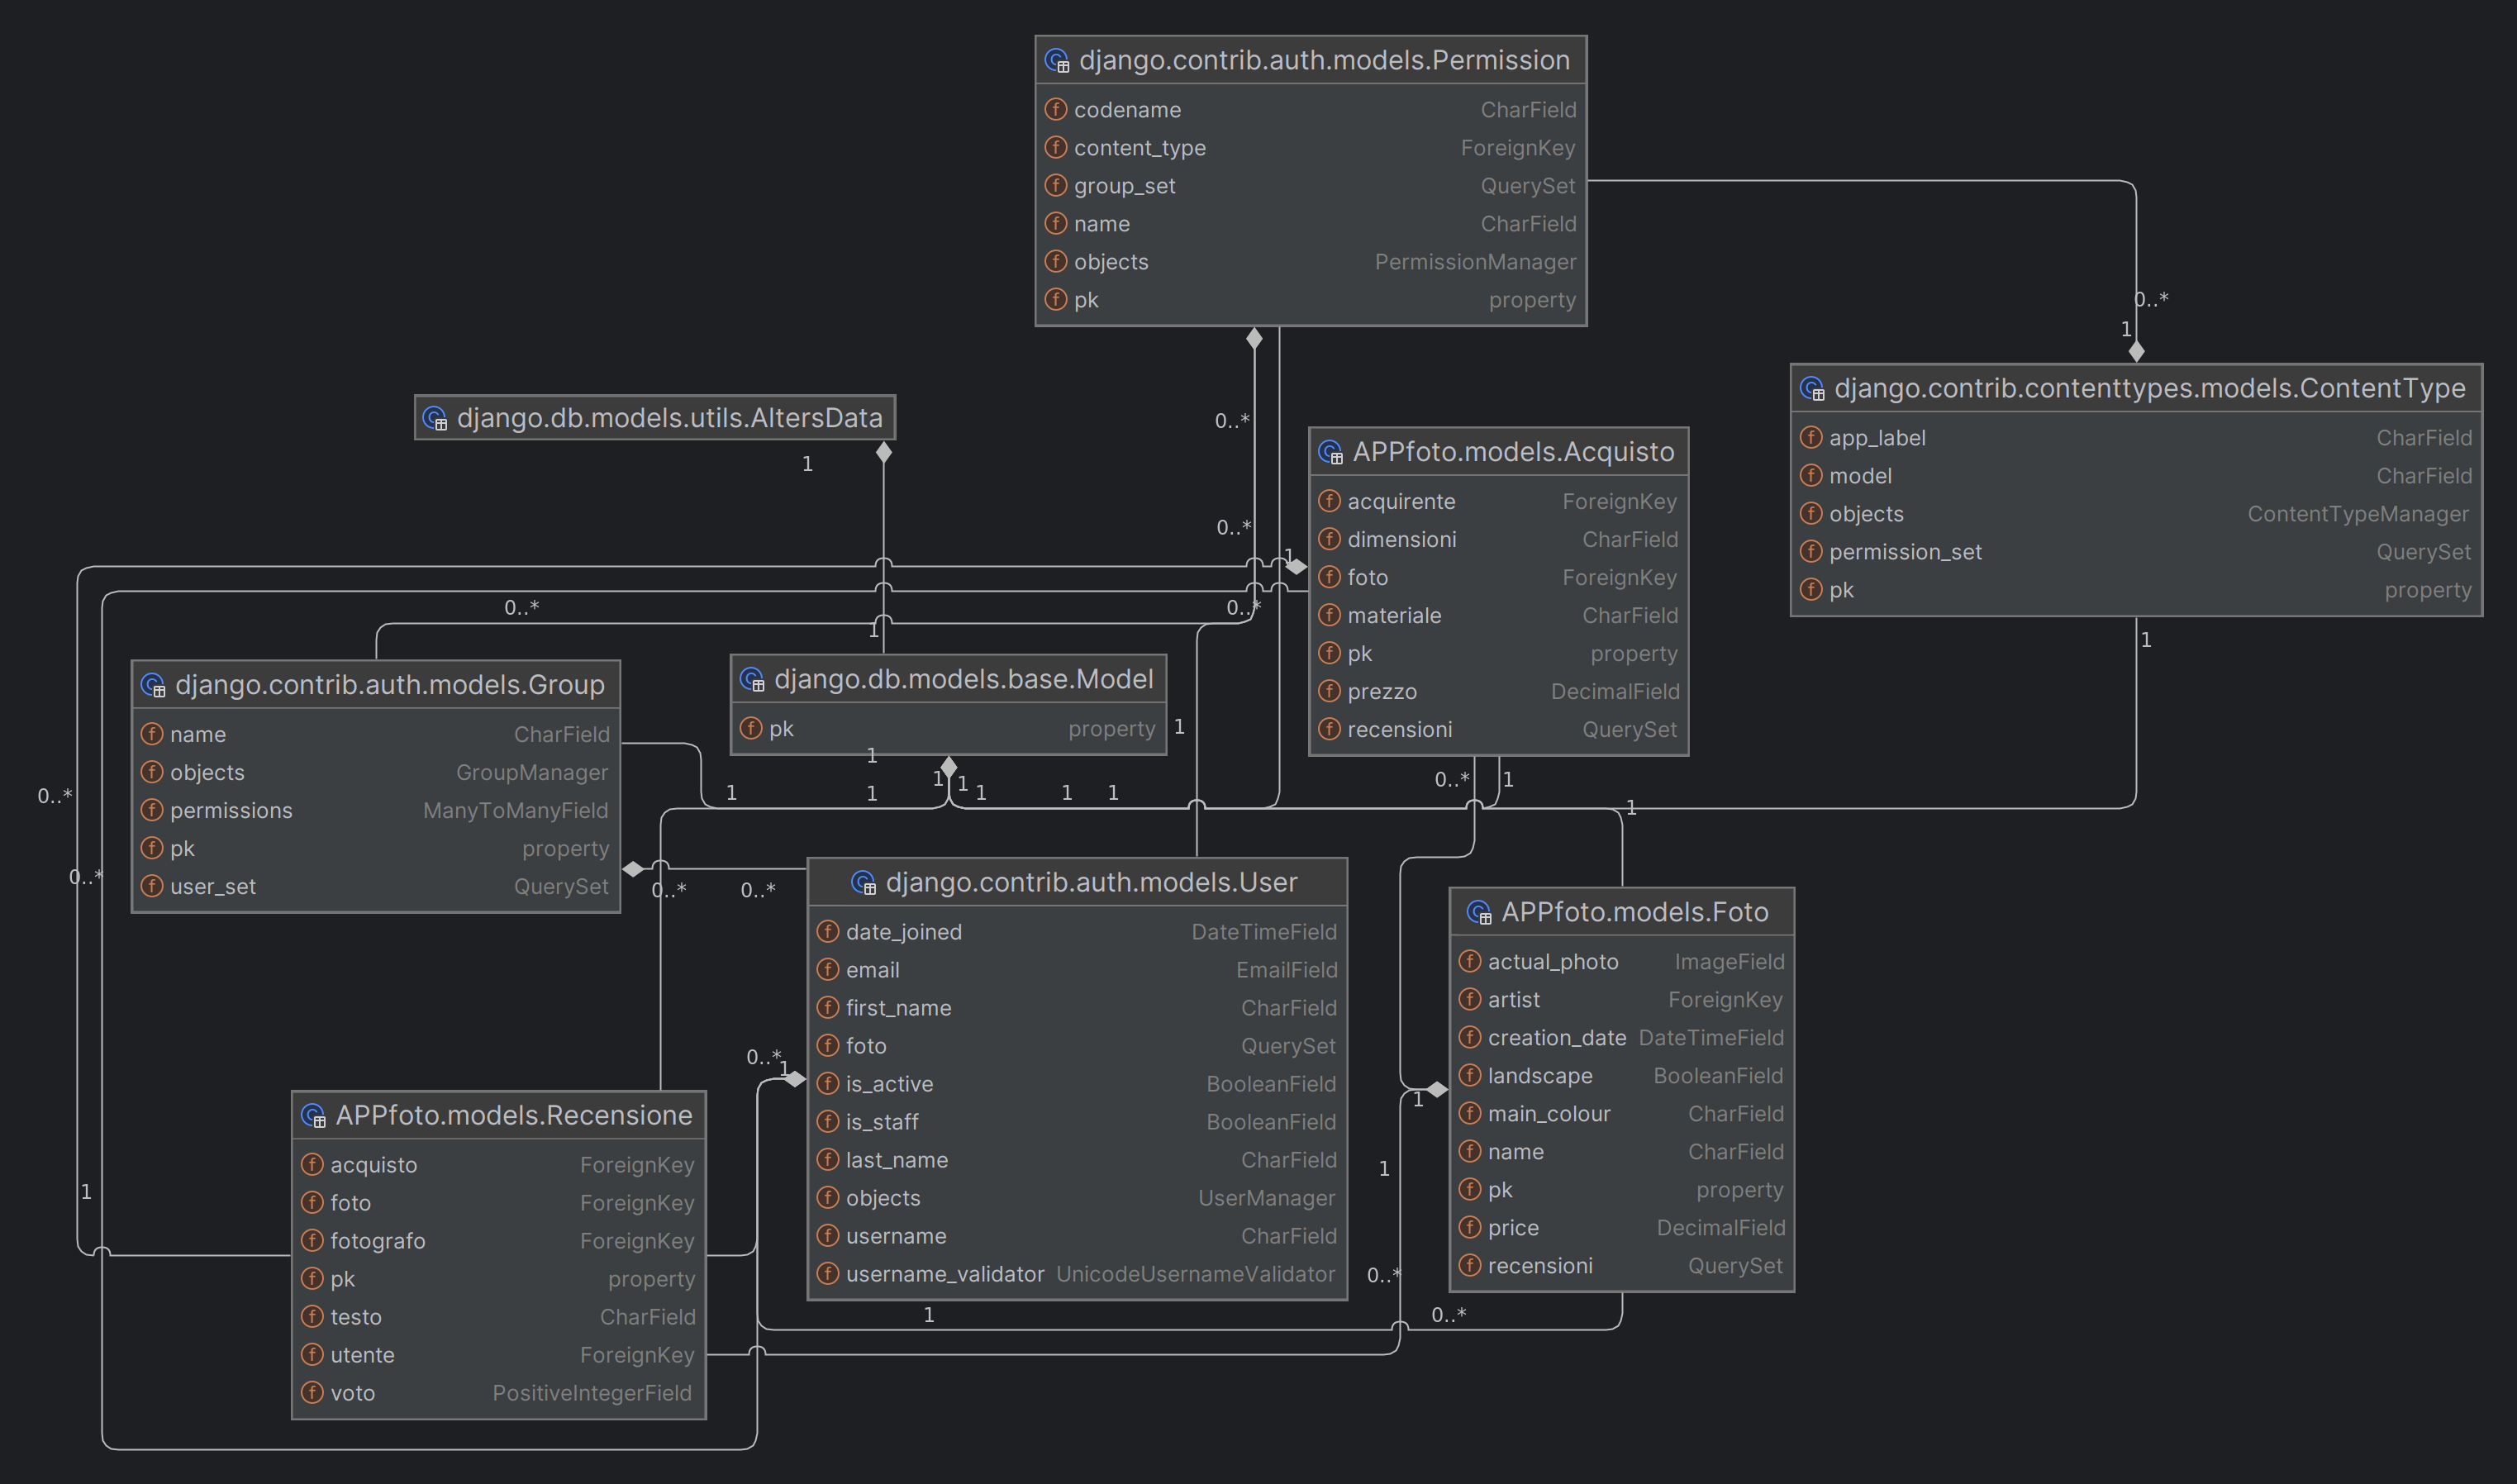 django.contrib.auth.models.Permission
codename CharField
content_type ForeignKey
group_set QuerySet
name CharField
objects PermissionManager
pk property
0..*
1
django.contrib.contenttypes.models.ContentType
app_label CharField
model CharField
objects ContentTypeManager
permission_set QuerySet
pk property
1
django.db.models.utils.AltersData
1
0..*
0..*
1
APPfoto.models.Acquisto
acquirente ForeignKey
dimensioni CharField
foto ForeignKey
materiale CharField
pk property
prezzo DecimalField
recensioni QuerySet
0..*
0..*
1
django.contrib.auth.models.Group
name CharField
objects GroupManager
permissions ManyToManyField
pk property
user_set QuerySet
django.db.models.base.Model
pk property
1
1
1
1
1
1
1
1
1
0..*
1
1
0..*
0..*
0..*
0..*
django.contrib.auth.models.User
date_joined DateTimeField
email EmailField
first_name CharField
foto QuerySet
is_active BooleanField
is_staff BooleanField
last_name CharField
objects UserManager
username CharField
username_validator UnicodeUsernameValidator
APPfoto.models.Foto
actual_photo ImageField
artist ForeignKey
creation_date DateTimeField
landscape BooleanField
main_colour CharField
name CharField
pk property
price DecimalField
recensioni QuerySet
0..*
1
1
1
1
0..*
0..*
1
APPfoto.models.Recensione
acquisto ForeignKey
foto ForeignKey
fotografo ForeignKey
pk property
testo CharField
utente ForeignKey
voto PositiveIntegerField